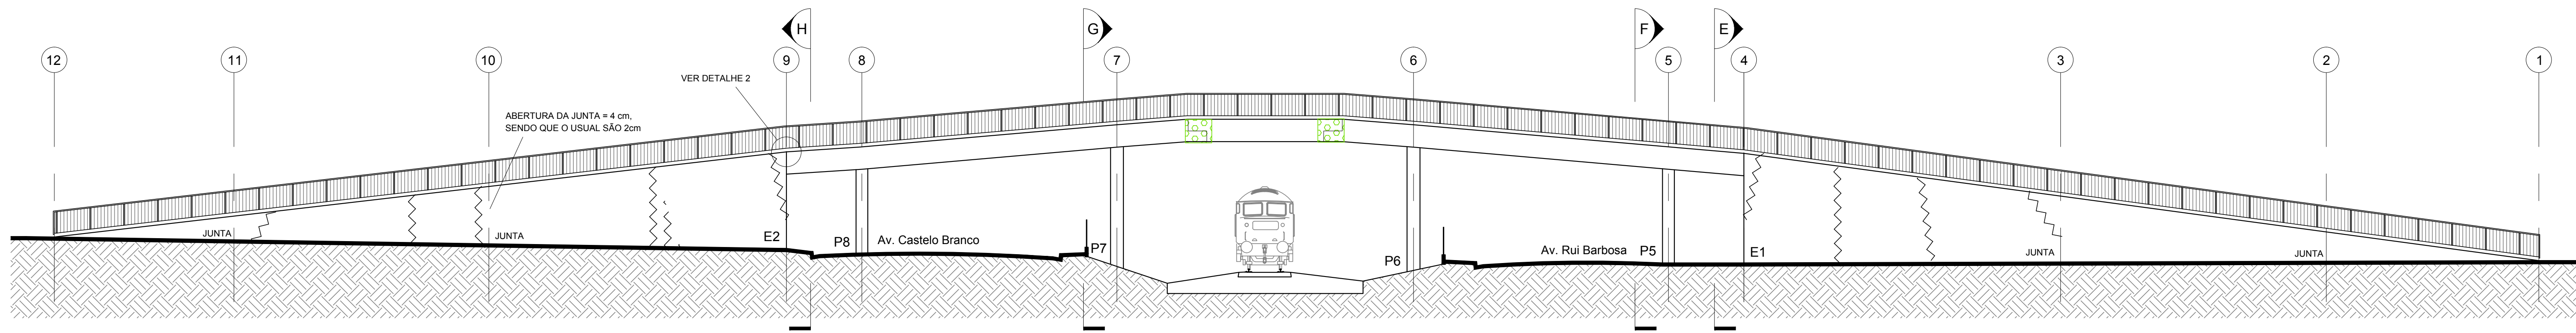 H
G
F
E
12
11
10
9
8
7
6
5
4
3
2
1
VER DETALHE 2
ABERTURA DA JUNTA = 4 cm,
SENDO QUE O USUAL SÃO 2cm
JUNTA
JUNTA
E2
P8
Av. Castelo Branco
P7
P6
Av. Rui Barbosa
P5
E1
JUNTA
JUNTA